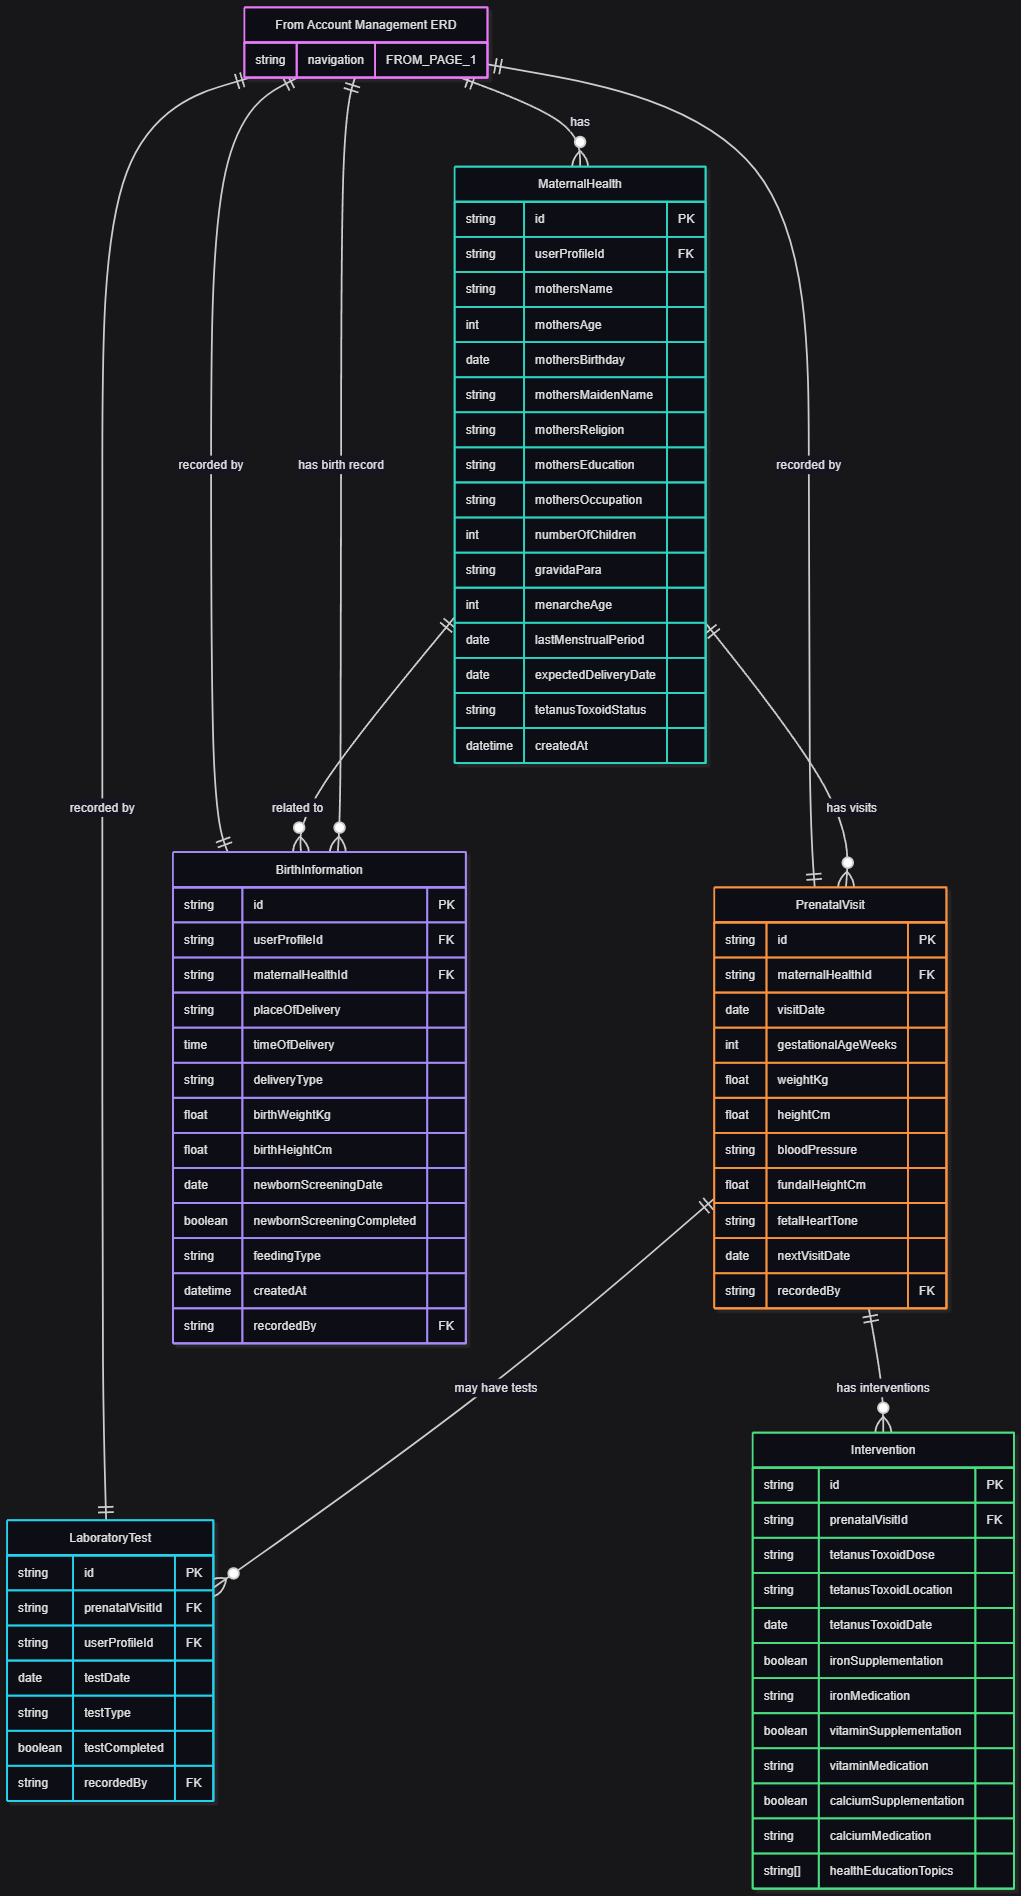 From Account Management ERD
string navigation FROM_PAGE_1
has
MaternalHealth
string id PK
string userProfileId FK
string mothersName
int mothersAge
date mothersBirthday
string mothersMaidenName
string mothersReligion
string mothersEducation
string mothersOccupation
int numberOfChildren
string gravidaPara
int menarcheAge
date lastMenstrualPeriod
date expectedDeliveryDate
string tetanusToxoidStatus
datetime createdAt
recorded by
has birth record
recorded by
recorded by
related to
has visits
BirthInformation
string id PK
string userProfileId FK
string maternalHealthId FK
string placeOfDelivery
time timeOfDelivery
string deliveryType
float birthWeightKg
float birthHeightCm
date newbornScreeningDate
boolean newbornScreeningCompleted
string feedingType
datetime createdAt
string recordedBy FK
PrenatalVisit
string id PK
string maternalHealthId FK
date visitDate
int gestationalAgeWeeks
float weightKg
float heightCm
string bloodPressure
float fundalHeightCm
string fetalHeartTone
date nextVisitDate
string recordedBy FK
may have tests
has interventions
LaboratoryTest
string id PK
string prenatalVisitId FK
string userProfileId FK
date testDate
string testType
boolean testCompleted
string recordedBy FK
Intervention
string id PK
string prenatalVisitId FK
string tetanusToxoidDose
string tetanusToxoidLocation
date tetanusToxoidDate
boolean ironSupplementation
string ironMedication
boolean vitaminSupplementation
string vitaminMedication
boolean calciumSupplementation
string calciumMedication
string[] healthEducationTopics